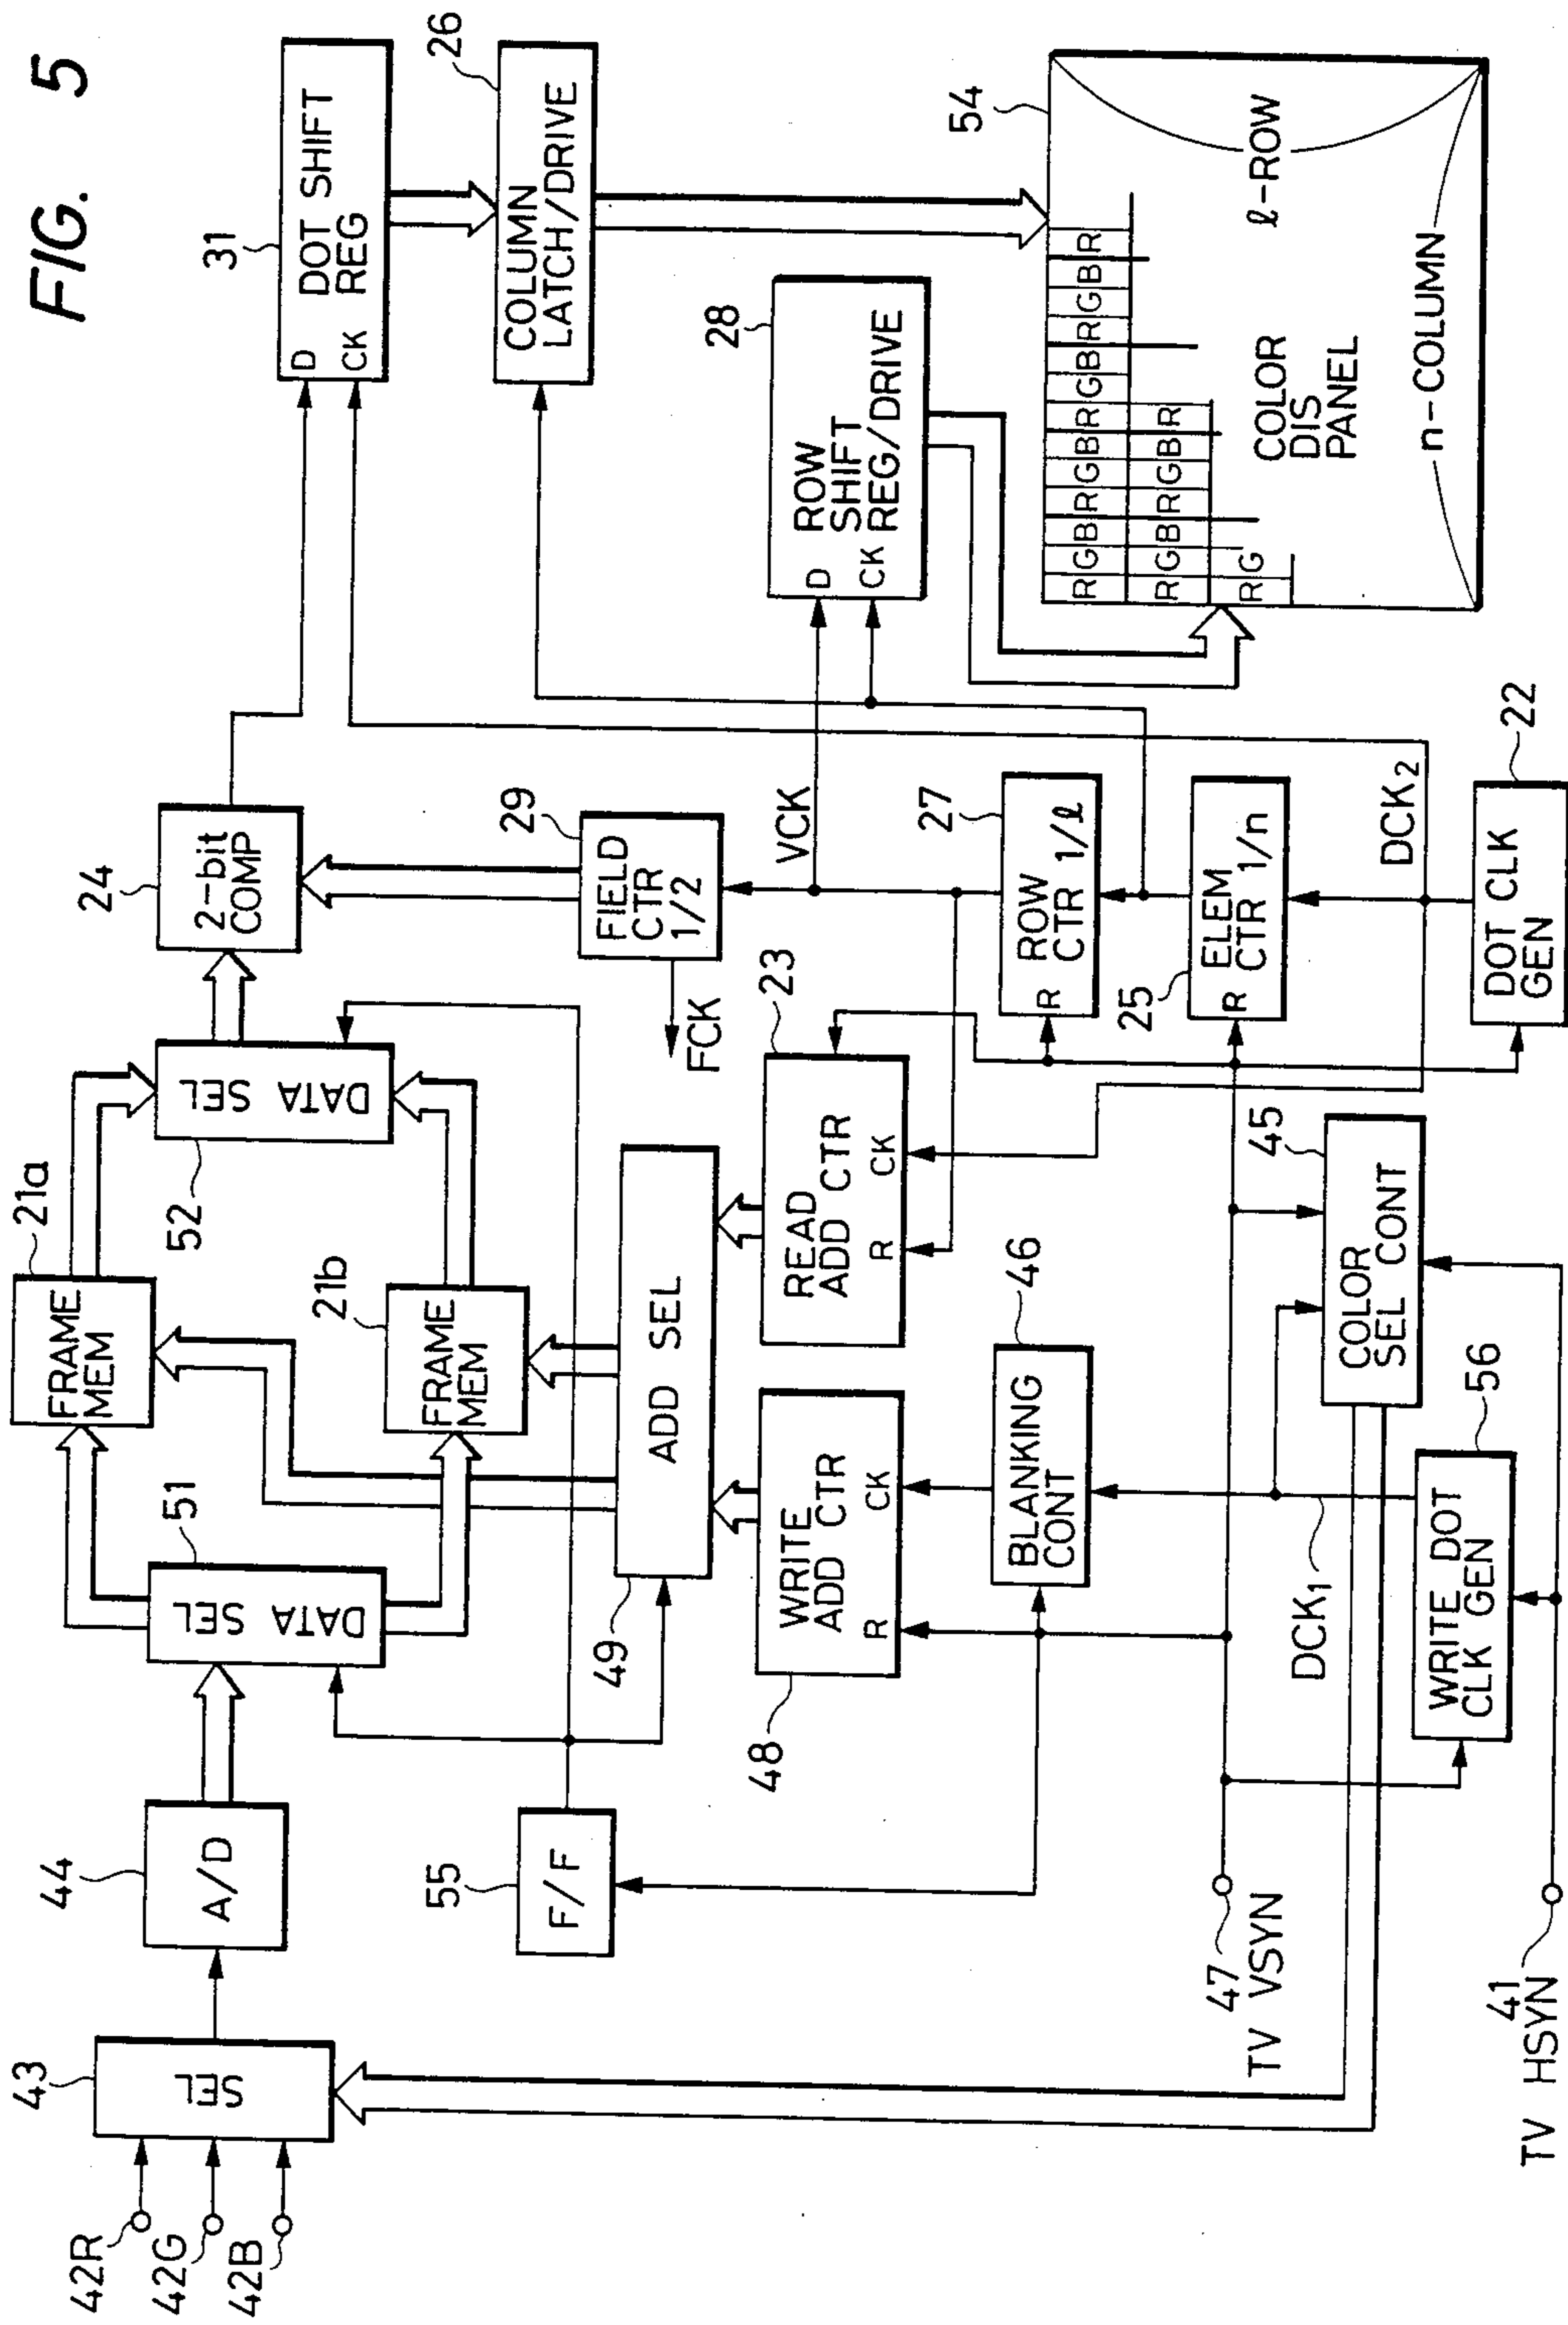 FIG. 5
42R
42G
42B
43
SEL
44
A/D
51
DATA SEL
21a
FRAME
MEM
21b
FRAME
MEM
52
DATA SEL
24
2-bit
COMP
31
D
DOT SHIFT
REG
CK
26
COLUMN
LATCH/DRIVE
55
F/F
49
ADD SEL
29
FIELD
CTR
1/2
FCK
VCK
48
WRITE
ADD CTR
R
CK
23
READ
ADD CTR
R
CK
28
ROW
SHIFT
REG/DRIVE
D
CK
46
BLANKING
CONT
27
ROW
CTR 1/ℓ
R
25
ELEM
CTR 1/n
R
54
R G B R G B R G B R G B R
R G B R G B R
R G
COLOR
DIS
PANEL
ℓ-ROW
n-COLUMN
47
TV VSYN
45
COLOR
SEL CONT
DCK1
DCK2
56
WRITE DOT
CLK GEN
22
DOT CLK
GEN
41
TV HSYN